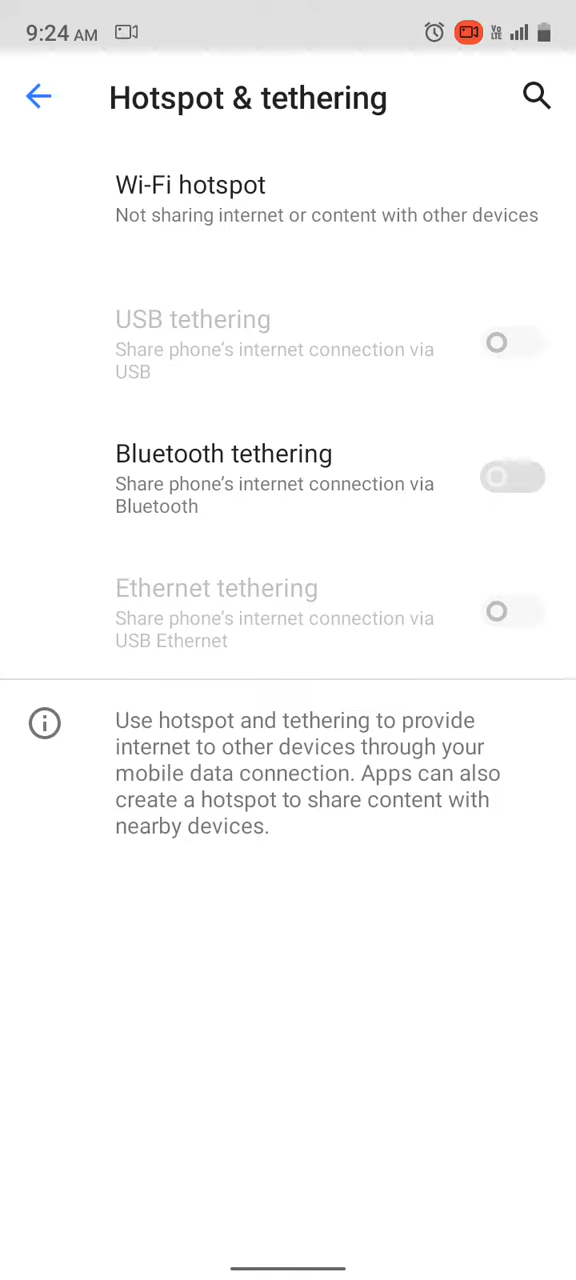 9:24 AM
Vo LTE
Hotspot & tethering
Wi-Fi hotspot
Not sharing internet or content with other devices
USB tethering
Share phone's internet connection via
USB
Bluetooth tethering
Share phone's internet connection via
Bluetooth
Ethernet tethering
Share phone's internet connection via
USB Ethernet
Use hotspot and tethering to provide
internet to other devices through your
mobile data connection. Apps can also
create a hotspot to share content with
nearby devices.